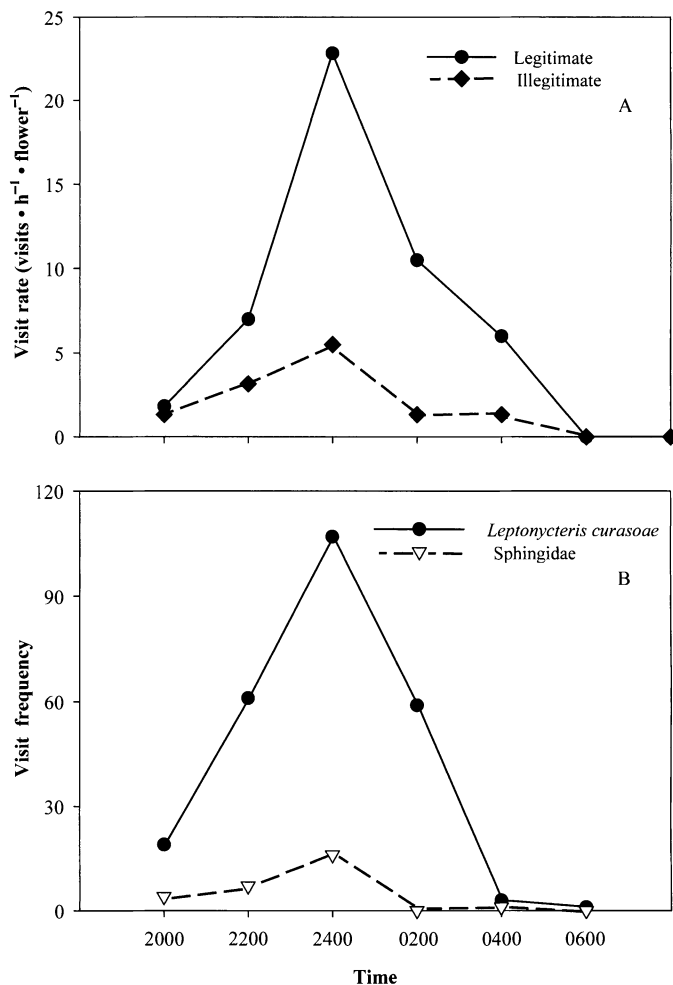 25
20
15
10
5
0
Visit rate (visits • h⁻¹ • flower⁻¹)
Legitimate
Illegitimate
A
120
90
60
30
0
Visit frequency
Leptonycteris curasoae
Sphingidae
B
2000 2200 2400 0200 0400 0600
Time